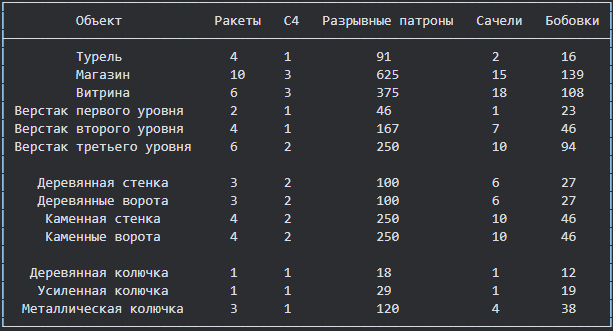 Объект Ракеты C4 Разрывные патроны Сачели Бобовки
Турель 4 1 91 2 16
Магазин 10 3 625 15 139
Витрина 6 3 375 18 108
Верстак первого уровня 2 1 46 1 23
Верстак второго уровня 4 1 167 7 46
Верстак третьего уровня 6 2 250 10 94
Деревянная стенка 3 2 100 6 27
Деревянные ворота 3 2 100 6 27
Каменная стенка 4 2 250 10 46
Каменные ворота 4 2 250 10 46
Деревянная колючка 1 1 18 1 12
Усиленная колючка 1 1 29 1 19
Металлическая колючка 3 1 120 4 38